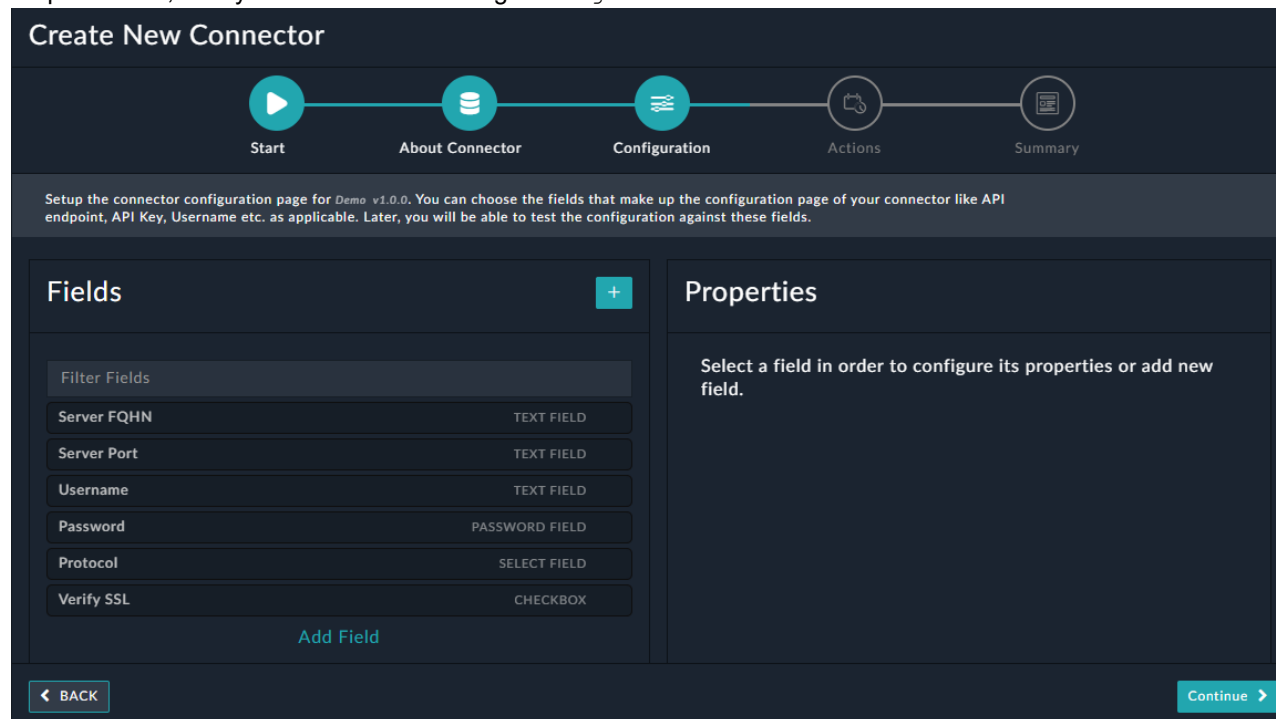 Create New Connector
Start
About Connector
Configuration
Actions
Summary
Setup the connector configuration page for Demo v1.0.0. You can choose the fields that make up the configuration page of your connector like API
endpoint, API Key, Username etc. as applicable. Later, you will be able to test the configuration against these fields.
Fields
+
Properties
Filter Fields
Select a field in order to configure its properties or add new
field.
Server FQHN TEXT FIELD
Server Port TEXT FIELD
Username TEXT FIELD
Password PASSWORD FIELD
Protocol SELECT FIELD
Verify SSL CHECKBOX
Add Field
BACK
Continue